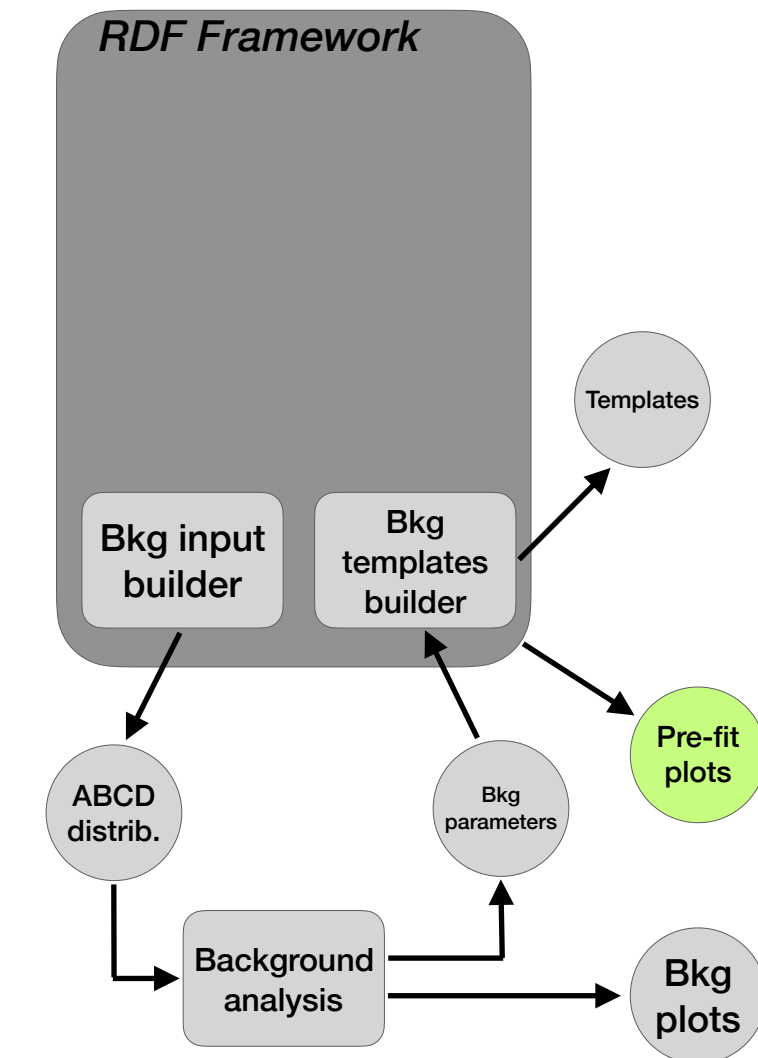 RDF Framework
Templates
Bkg input
builder
Bkg
templates
builder
Pre-fit
plots
ABCD
distrib.
Bkg
parameters
Background
analysis
Bkg
plots